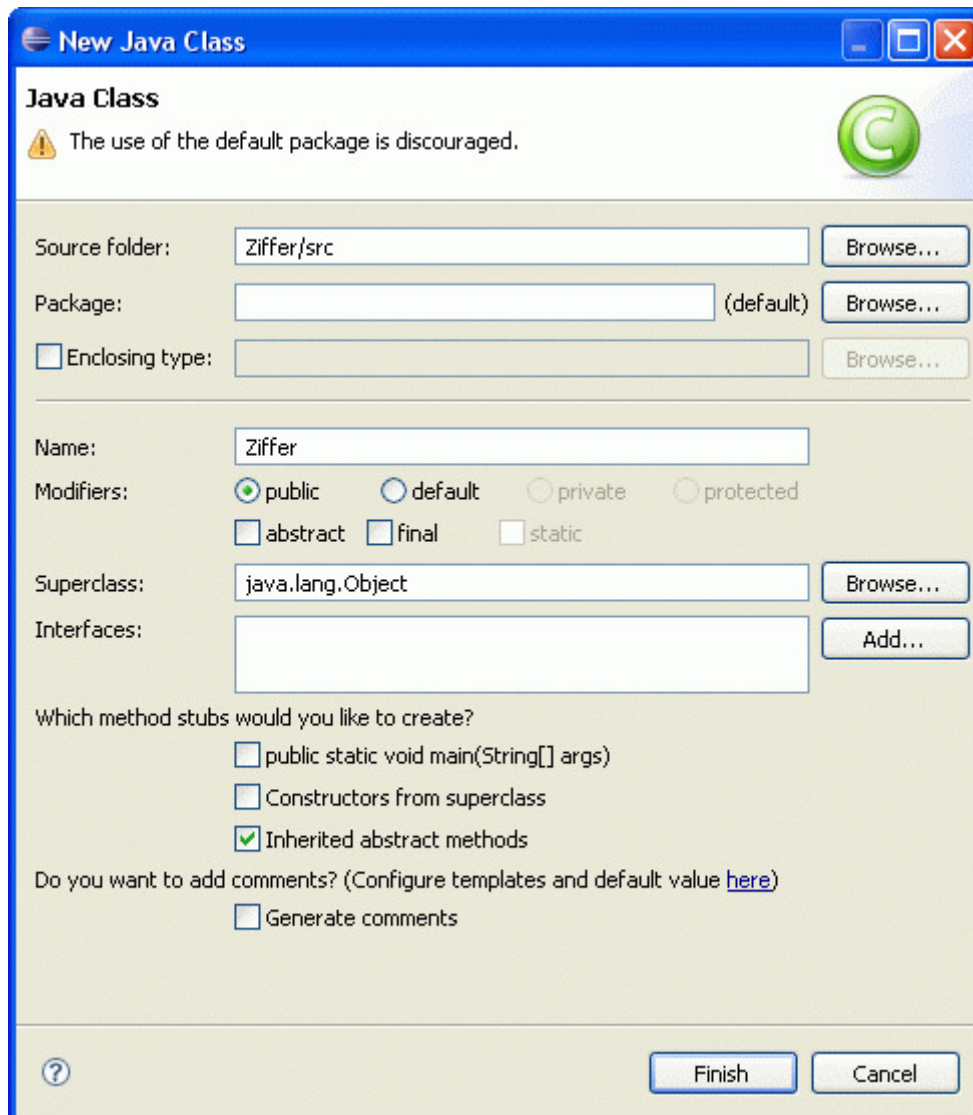 New Java Class
Java Class
The use of the default package is discouraged.
C
Source folder: Ziffer/src Browse...
Package: (default) Browse...
Enclosing type: Browse...
Name: Ziffer
Modifiers: public default private protected
abstract final static
Superclass: java.lang.Object Browse...
Interfaces: Add...
Which method stubs would you like to create?
public static void main(String[] args)
Constructors from superclass
Inherited abstract methods
Do you want to add comments? (Configure templates and default value here)
Generate comments
? Finish Cancel